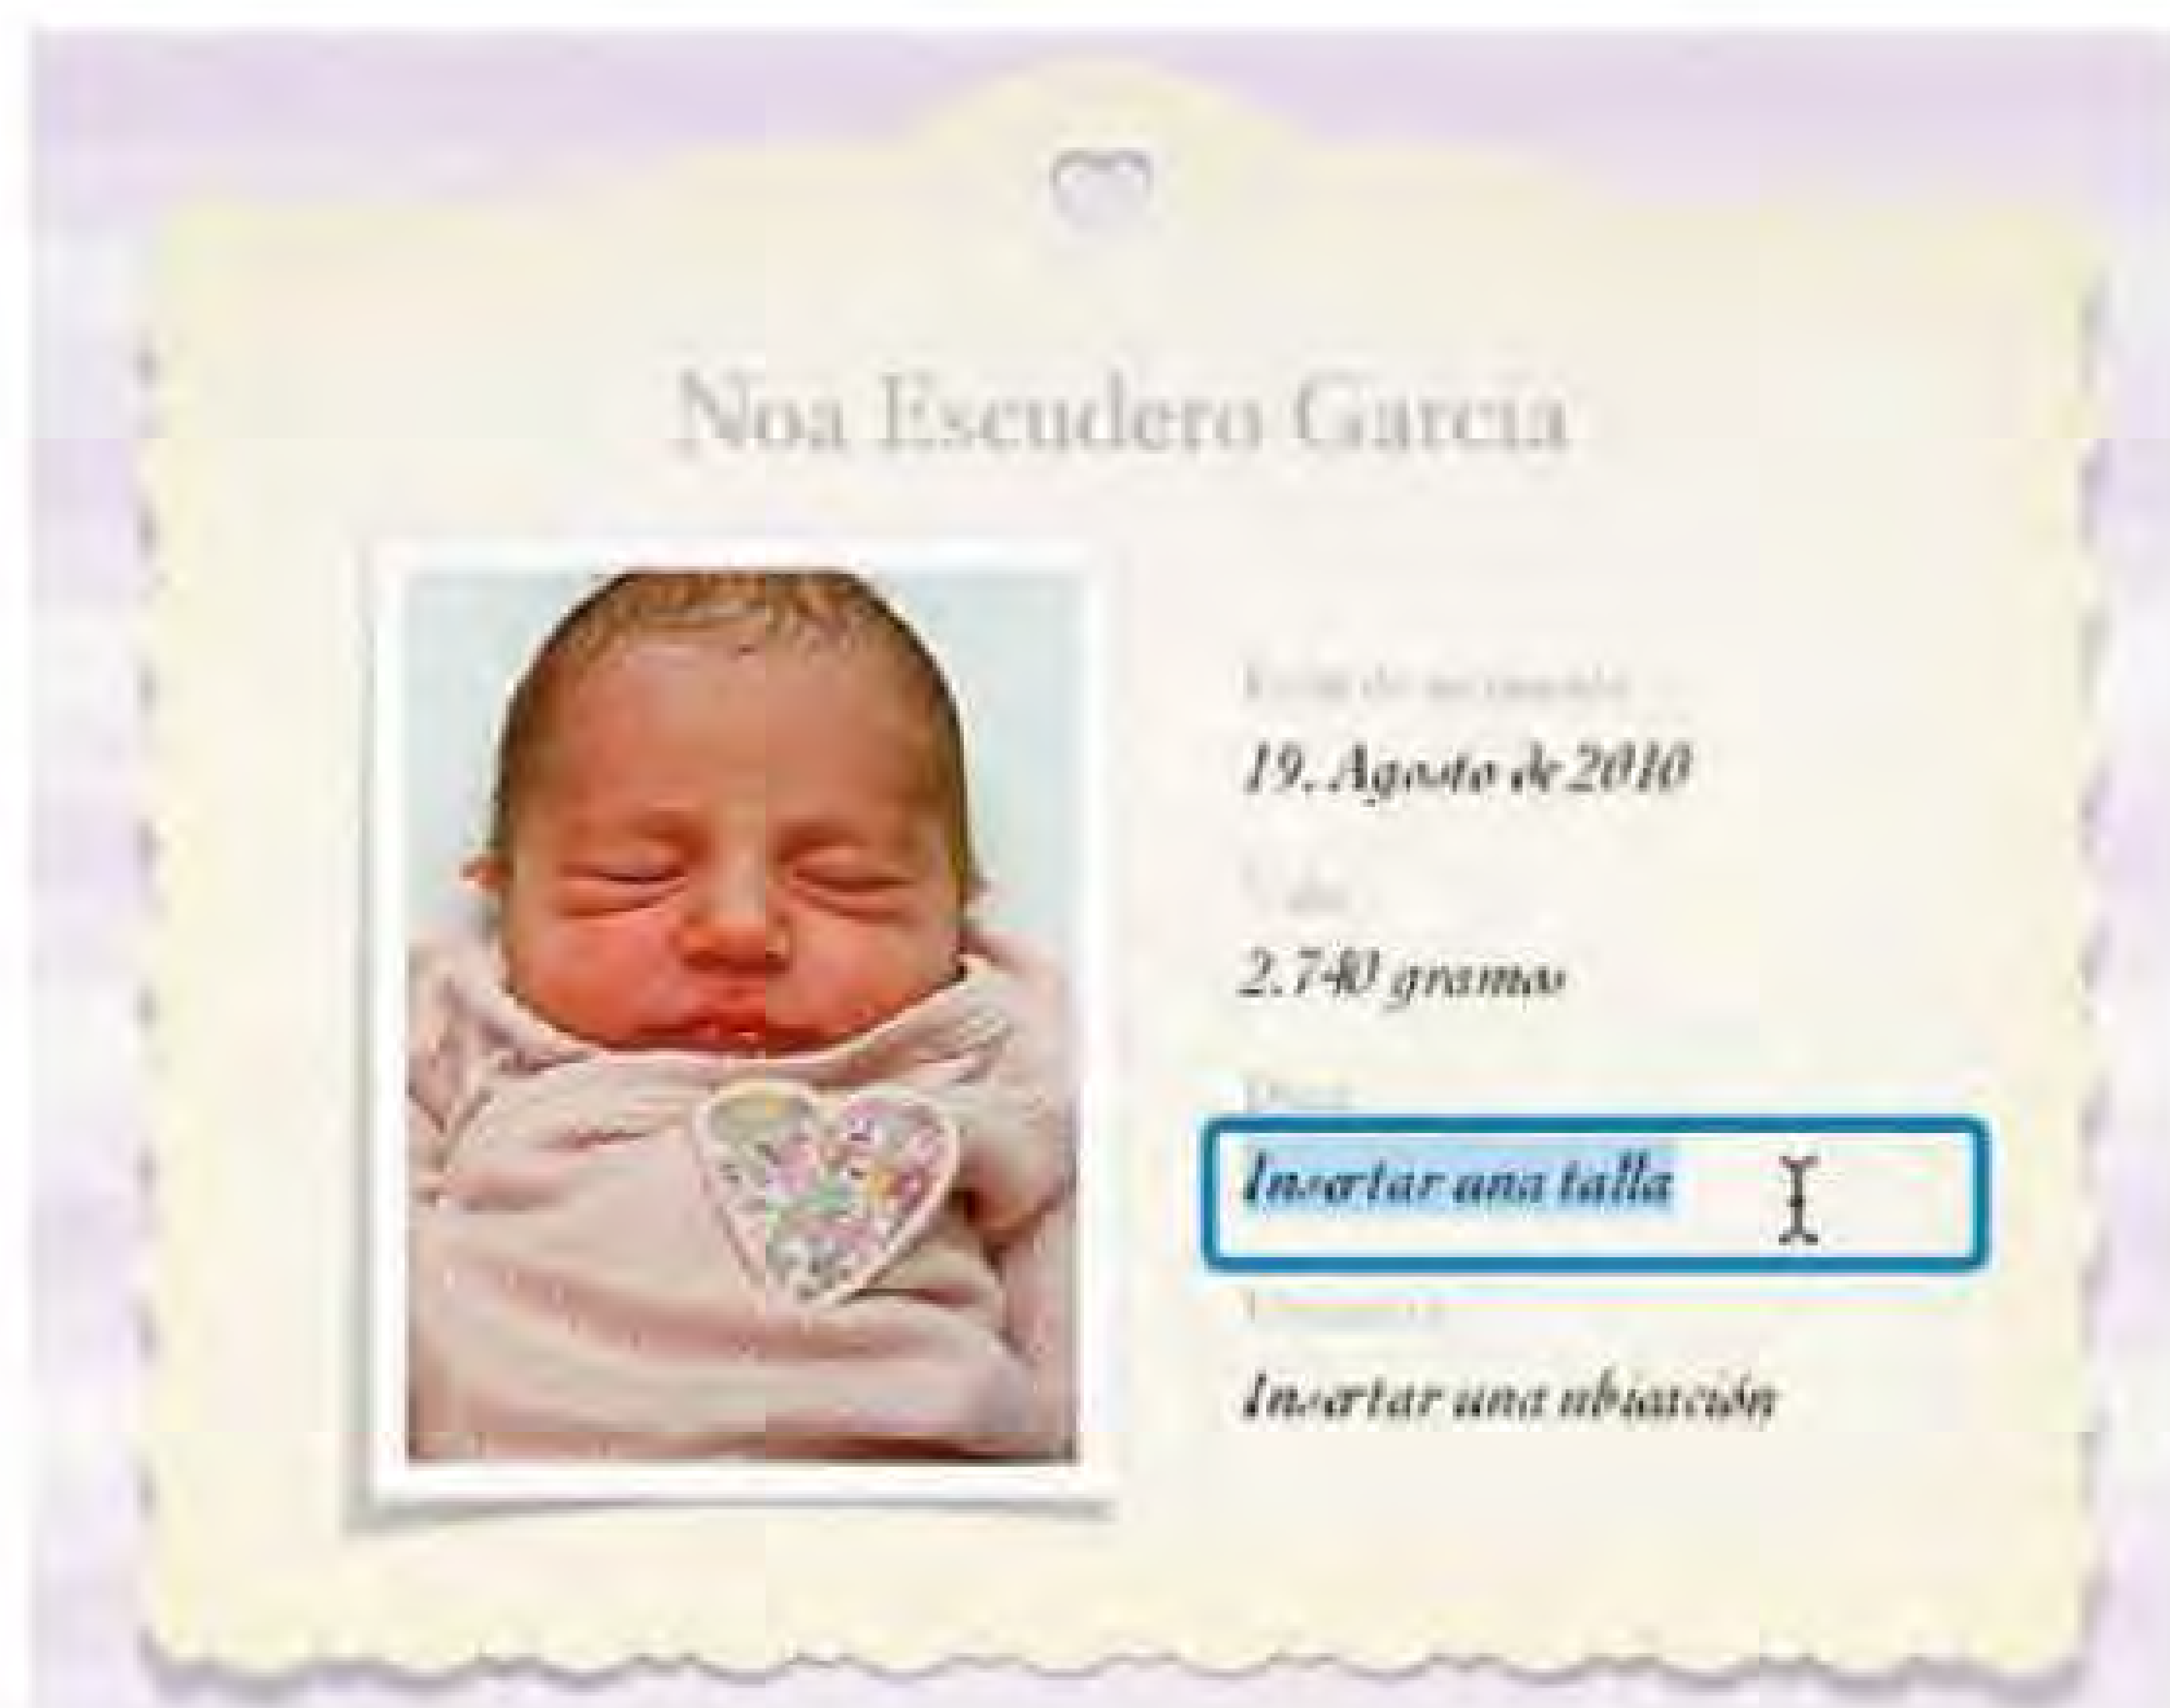 Noa Escudero García
19. Agosto de 2010
2.740 gramos
Insertar una talla
Insertar una ubicación